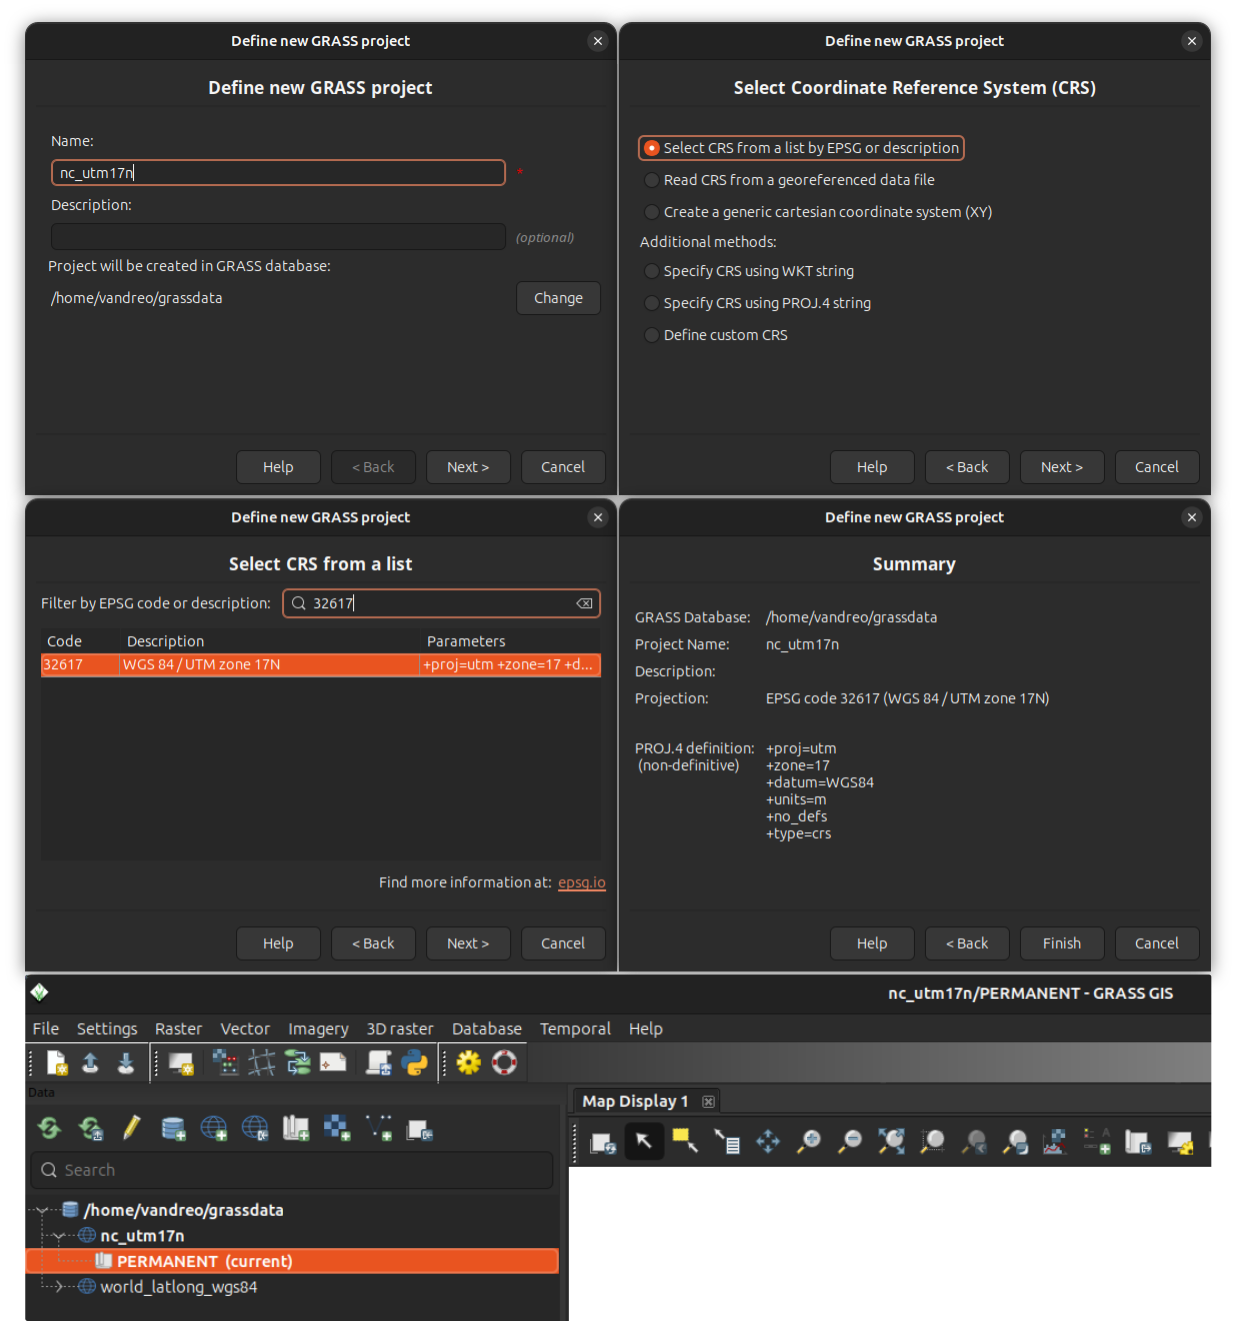 Define new GRASS project
Define new GRASS project
Name:
nc_utm17n
*
Description:
(optional)
Project will be created in GRASS database:
/home/vandreo/grassdata
Change
Help
< Back
Next >
Cancel
Define new GRASS project
Select Coordinate Reference System (CRS)
Select CRS from a list by EPSG or description
Read CRS from a georeferenced data file
Create a generic cartesian coordinate system (XY)
Additional methods:
Specify CRS using WKT string
Specify CRS using PROJ.4 string
Define custom CRS
Help
< Back
Next >
Cancel
Define new GRASS project
Select CRS from a list
Filter by EPSG code or description:
32617
Code Description Parameters
32617 WGS 84 / UTM zone 17N +proj=utm +zone=17 +d...
Find more information at: epsg.io
Help
< Back
Next >
Cancel
Define new GRASS project
Summary
GRASS Database: /home/vandreo/grassdata
Project Name: nc_utm17n
Description:
Projection: EPSG code 32617 (WGS 84 / UTM zone 17N)
PROJ.4 definition: +proj=utm
(non-definitive) +zone=17
+datum=WGS84
+units=m
+no_defs
+type=crs
Help
< Back
Finish
Cancel
nc_utm17n/PERMANENT - GRASS GIS
File Settings Raster Vector Imagery 3D raster Database Temporal Help
Data
Map Display 1
Search
/home/vandreo/grassdata
nc_utm17n
PERMANENT (current)
world_latlong_wgs84